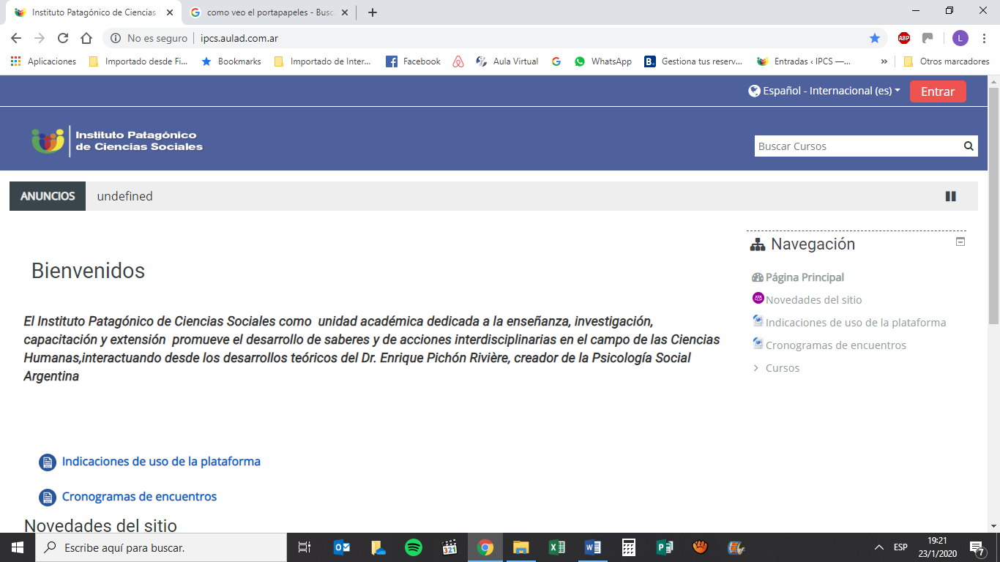 Instituto Patagónico de Ciencias S
como veo el portapapeles - Busc
No es seguro
ipcs.aulad.com.ar
ABP
L
Aplicaciones
Importado desde Fi...
Bookmarks
Importado de Inter...
Facebook
Aula Virtual
WhatsApp
B.
Gestiona tus reserv...
Entradas ‹ IPCS —...
»
Otros marcadores
Español - Internacional (es)
Entrar
Instituto Patagónico
de Ciencias Sociales
Buscar Cursos
ANUNCIOS
undefined
Bienvenidos
El Instituto Patagónico de Ciencias Sociales como unidad académica dedicada a la enseñanza, investigación,
capacitación y extensión promueve el desarrollo de saberes y de acciones interdisciplinarias en el campo de las Ciencias
Humanas,interactuando desde los desarrollos teóricos del Dr. Enrique Pichón Rivière, creador de la Psicología Social
Argentina
Indicaciones de uso de la plataforma
Cronogramas de encuentros
Novedades del sitio
Navegación
Página Principal
Novedades del sitio
Indicaciones de uso de la plataforma
Cronogramas de encuentros
Cursos
Escribe aquí para buscar.
321
ESP
19:21
23/1/2020
7